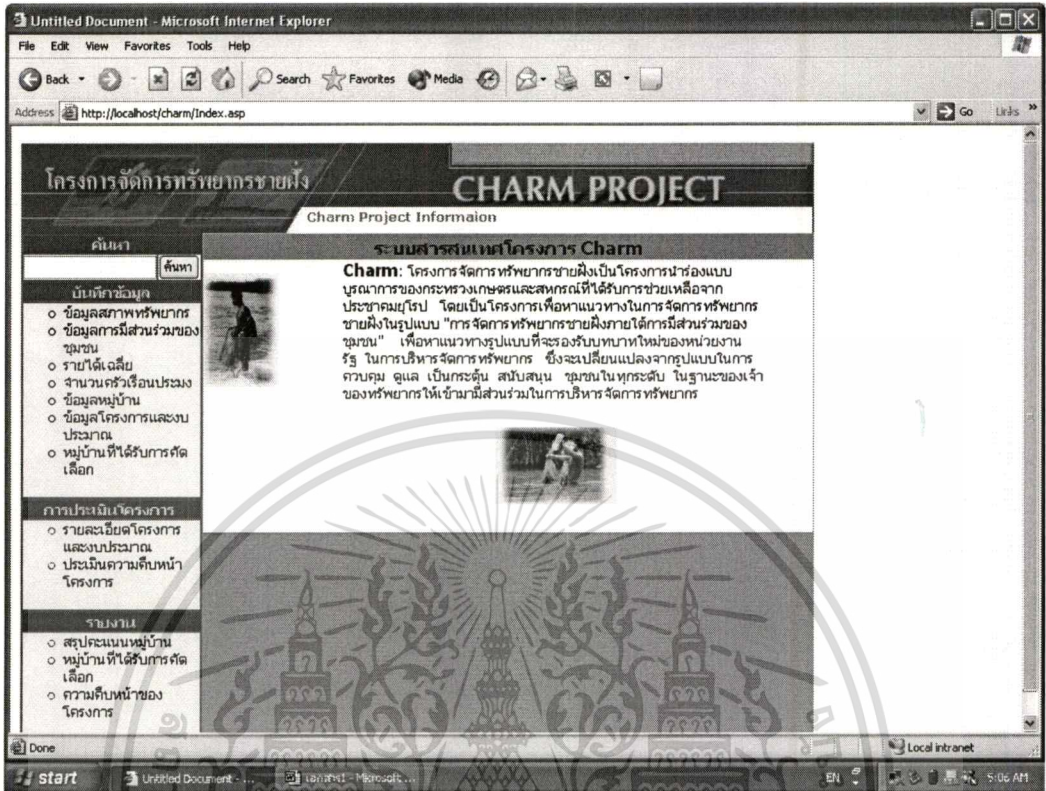 Untitled Document - Microsoft Internet Explorer
File Edit View Favorites Tools Help
Back Search Favorites Media
Address http://localhost/charm/Index.asp Go Links »
โครงการจัดการทรัพยากรชายฝั่ง
CHARM PROJECT
Charm Project Informaion
ค้นหา
ค้นหา
บันทึกข้อมูล
ข้อมูลสภาพทรัพยากร
ข้อมูลการมีส่วนร่วมของ
ชุมชน
รายได้เฉลี่ย
จำนวนครัวเรือนประมง
ข้อมูลหมู่บ้าน
ข้อมูลโครงการและงบ
ประมาณ
หมู่บ้านที่ได้รับการคัด
เลือก
การประเมินโครงการ
รายละเอียดโครงการ
และงบประมาณ
ประเมินความคืบหน้า
โครงการ
รายงาน
สรุปคะแนนหมู่บ้าน
หมู่บ้านที่ได้รับการคัด
เลือก
ความคืบหน้าของ
โครงการ
ระบบสารสนเทศโครงการ Charm
Charm: โครงการจัดการทรัพยากรชายฝั่งเป็นโครงการนำร่องแบบ
บูรณาการของกระทรวงเกษตรและสหกรณ์ที่ได้รับการช่วยเหลือจาก
ประชาคมยุโรป โดยเป็นโครงการเพื่อหาแนวทางในการจัดการทรัพยากร
ชายฝั่งในรูปแบบ "การจัดการทรัพยากรชายฝั่งภายใต้การมีส่วนร่วมของ
ชุมชน" เพื่อหาแนวทางรูปแบบที่จะรองรับบทบาทใหม่ของหน่วยงาน
รัฐ ในการบริหารจัดการทรัพยากร ซึ่งจะเปลี่ยนแปลงจากรูปแบบในการ
ควบคุม ดูแล เป็นกระตุ้น สนับสนุน ชุมชนในทุกระดับ ในฐานะของเจ้า
ของทรัพยากรให้เข้ามามีส่วนร่วมในการบริหารจัดการทรัพยากร
Done Local intranet
start Untitled Document - ... - Microsoft ... EN 5:06 AM